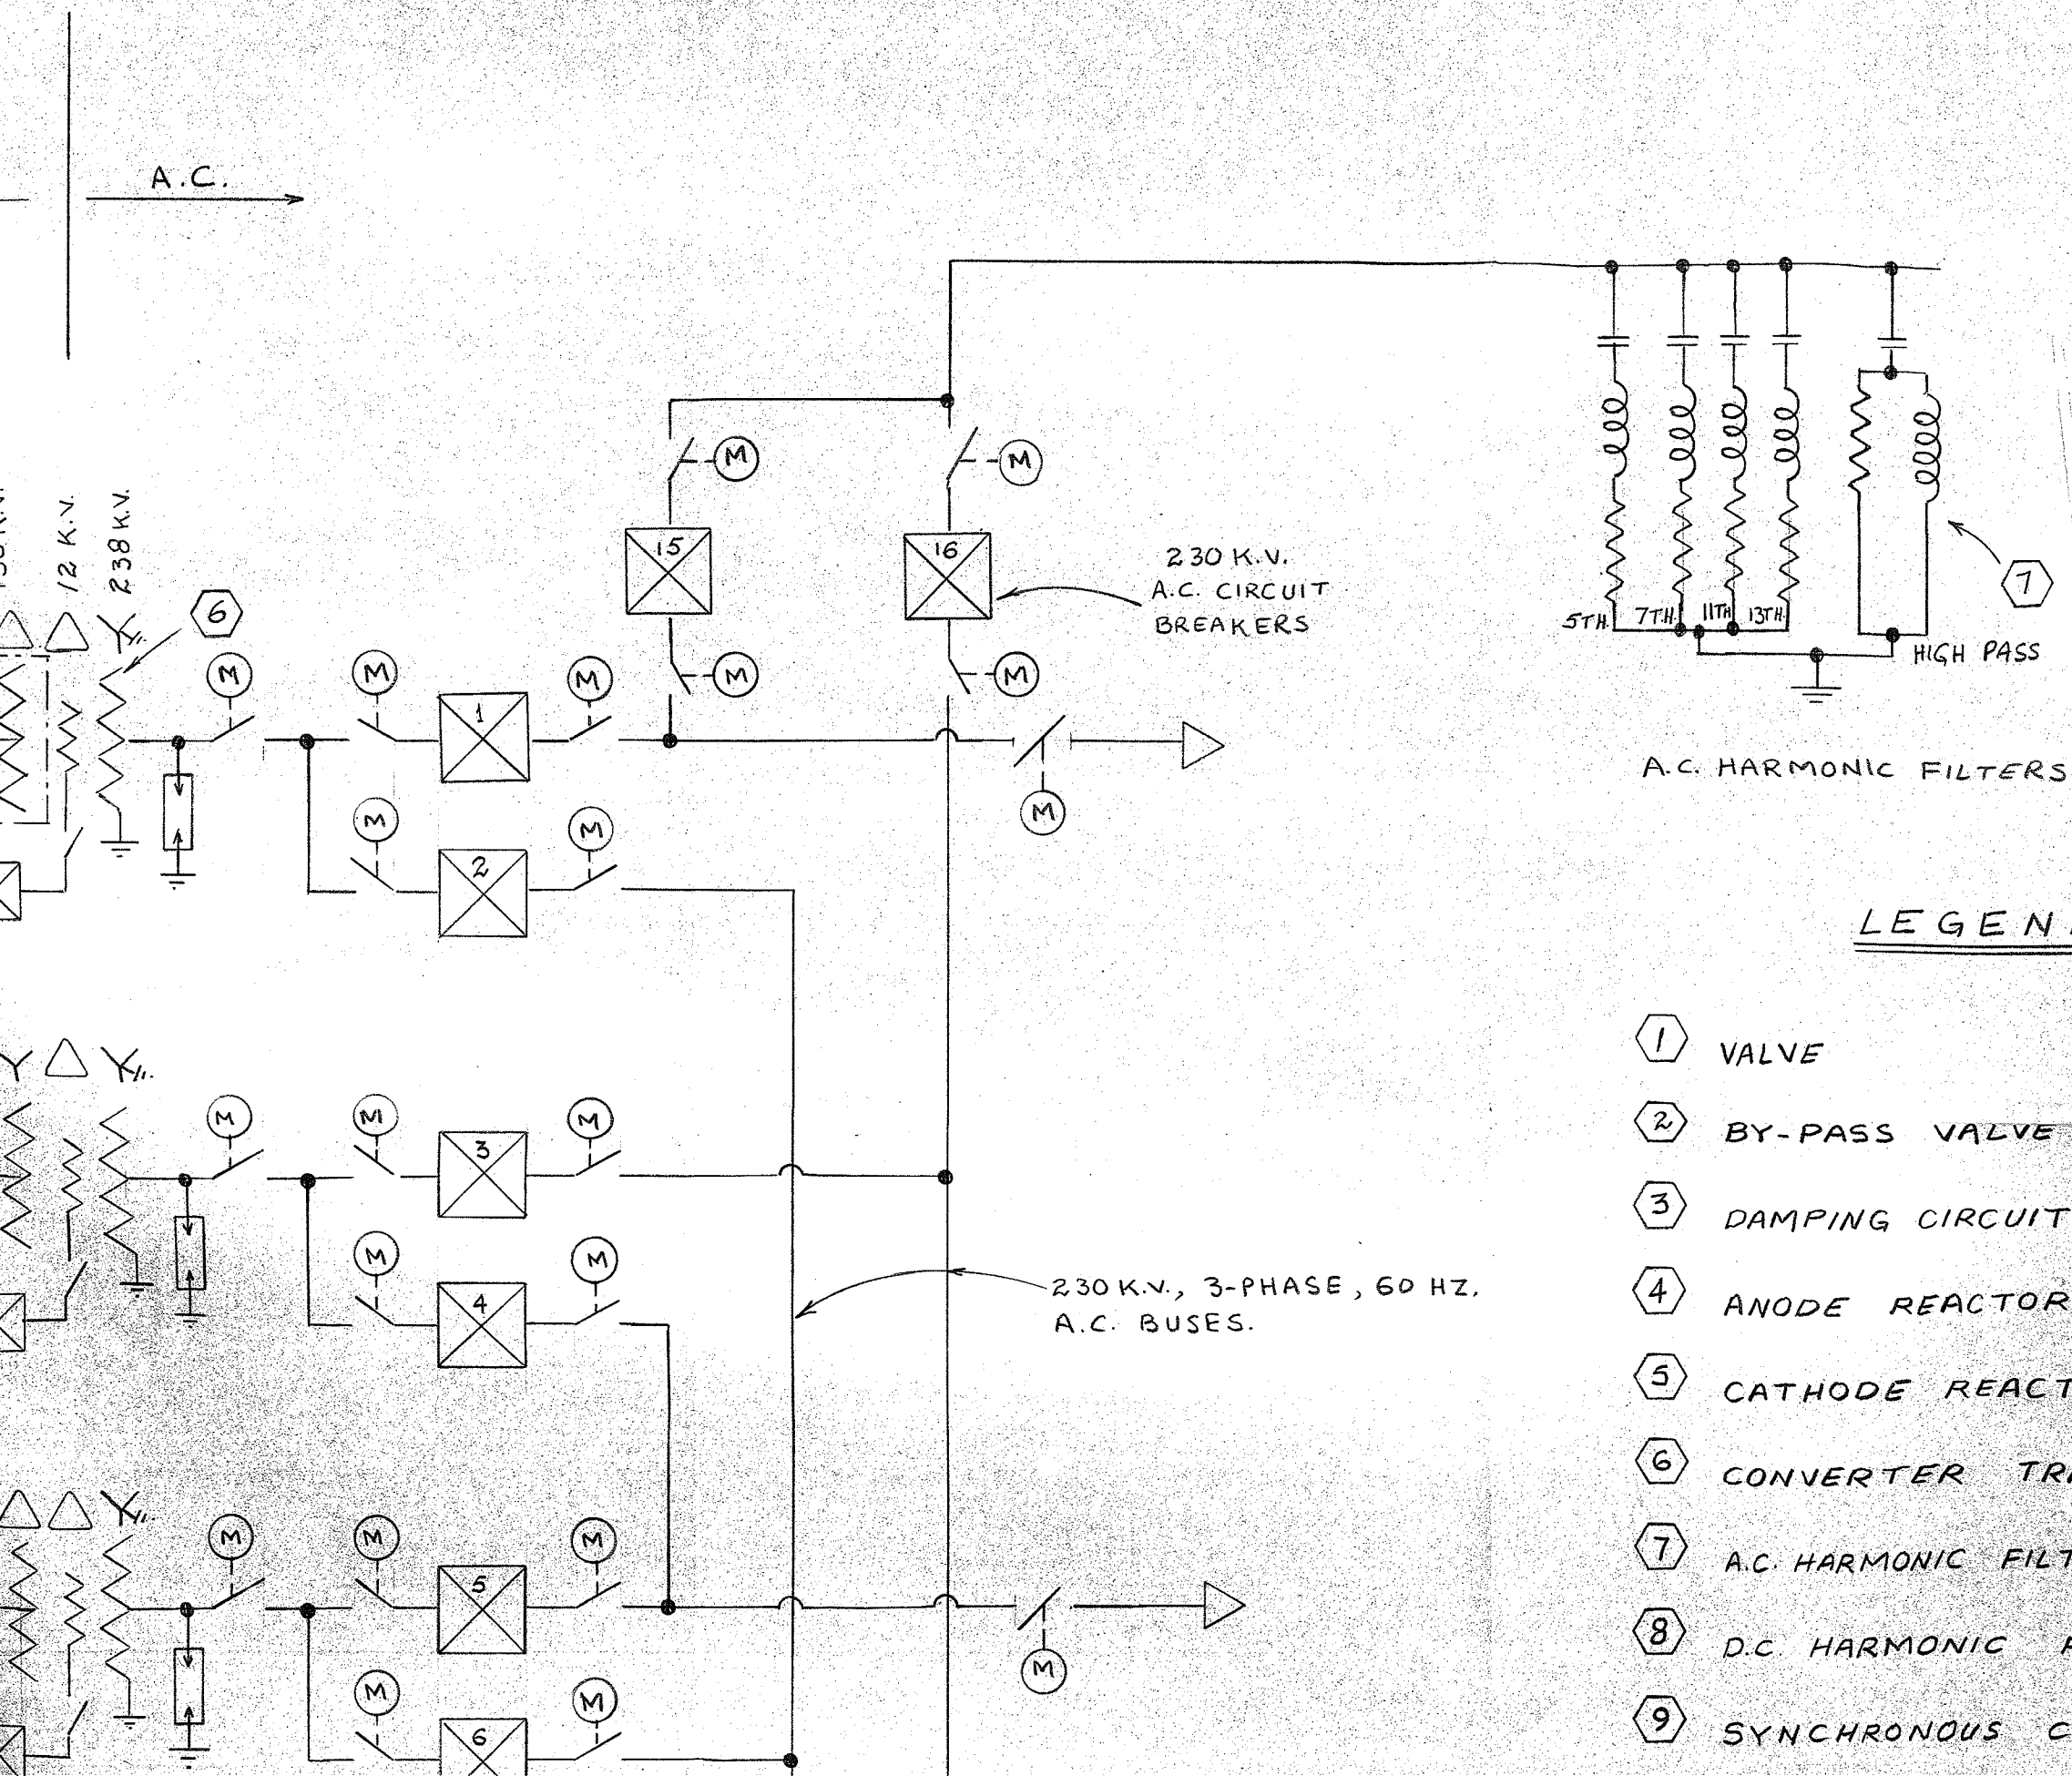 A.C.
12 K.V.
238 K.V.
6
M
M
M
M
M
M
M
15
16
230 K.V.
A.C. CIRCUIT
BREAKERS
5TH.
7TH.
11TH
13TH.
HIGH PASS
7
A.C. HARMONIC FILTERS
1
M
M
M
2
M
M
3
M
M
4
230 K.V., 3-PHASE, 60 HZ.
A.C. BUSES.
M
M
M
5
M
M
M
6
LEGEN
1 VALVE
2 BY-PASS VALVE
3 DAMPING CIRCUIT
4 ANODE REACTOR
5 CATHODE REACT
6 CONVERTER TR
7 A.C. HARMONIC FILT
8 D.C. HARMONIC
9 SYNCHRONOUS C